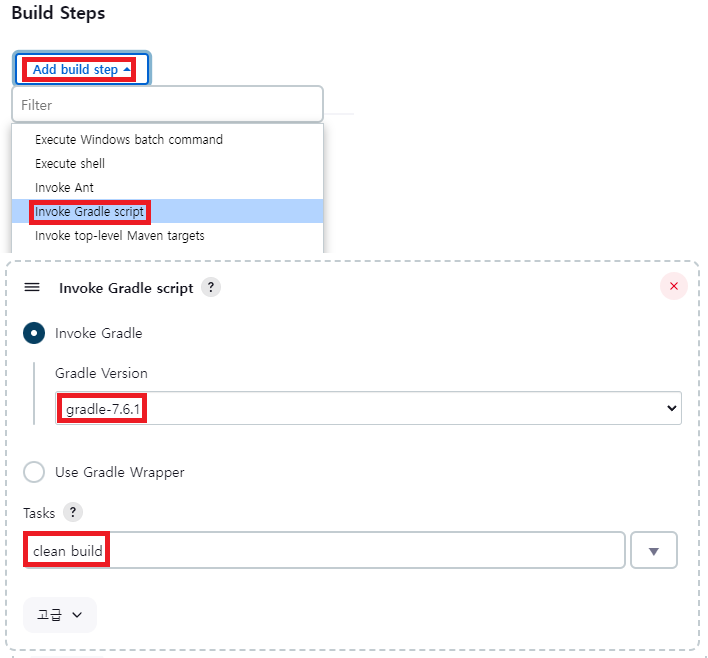 Build Steps
Add build step
Filter
Execute Windows batch command
Execute shell
Invoke Ant
Invoke Gradle script
Invoke top-level Maven targets
Invoke Gradle script ?
Invoke Gradle
Gradle Version
gradle-7.6.1
Use Gradle Wrapper
Tasks ?
clean build
고급